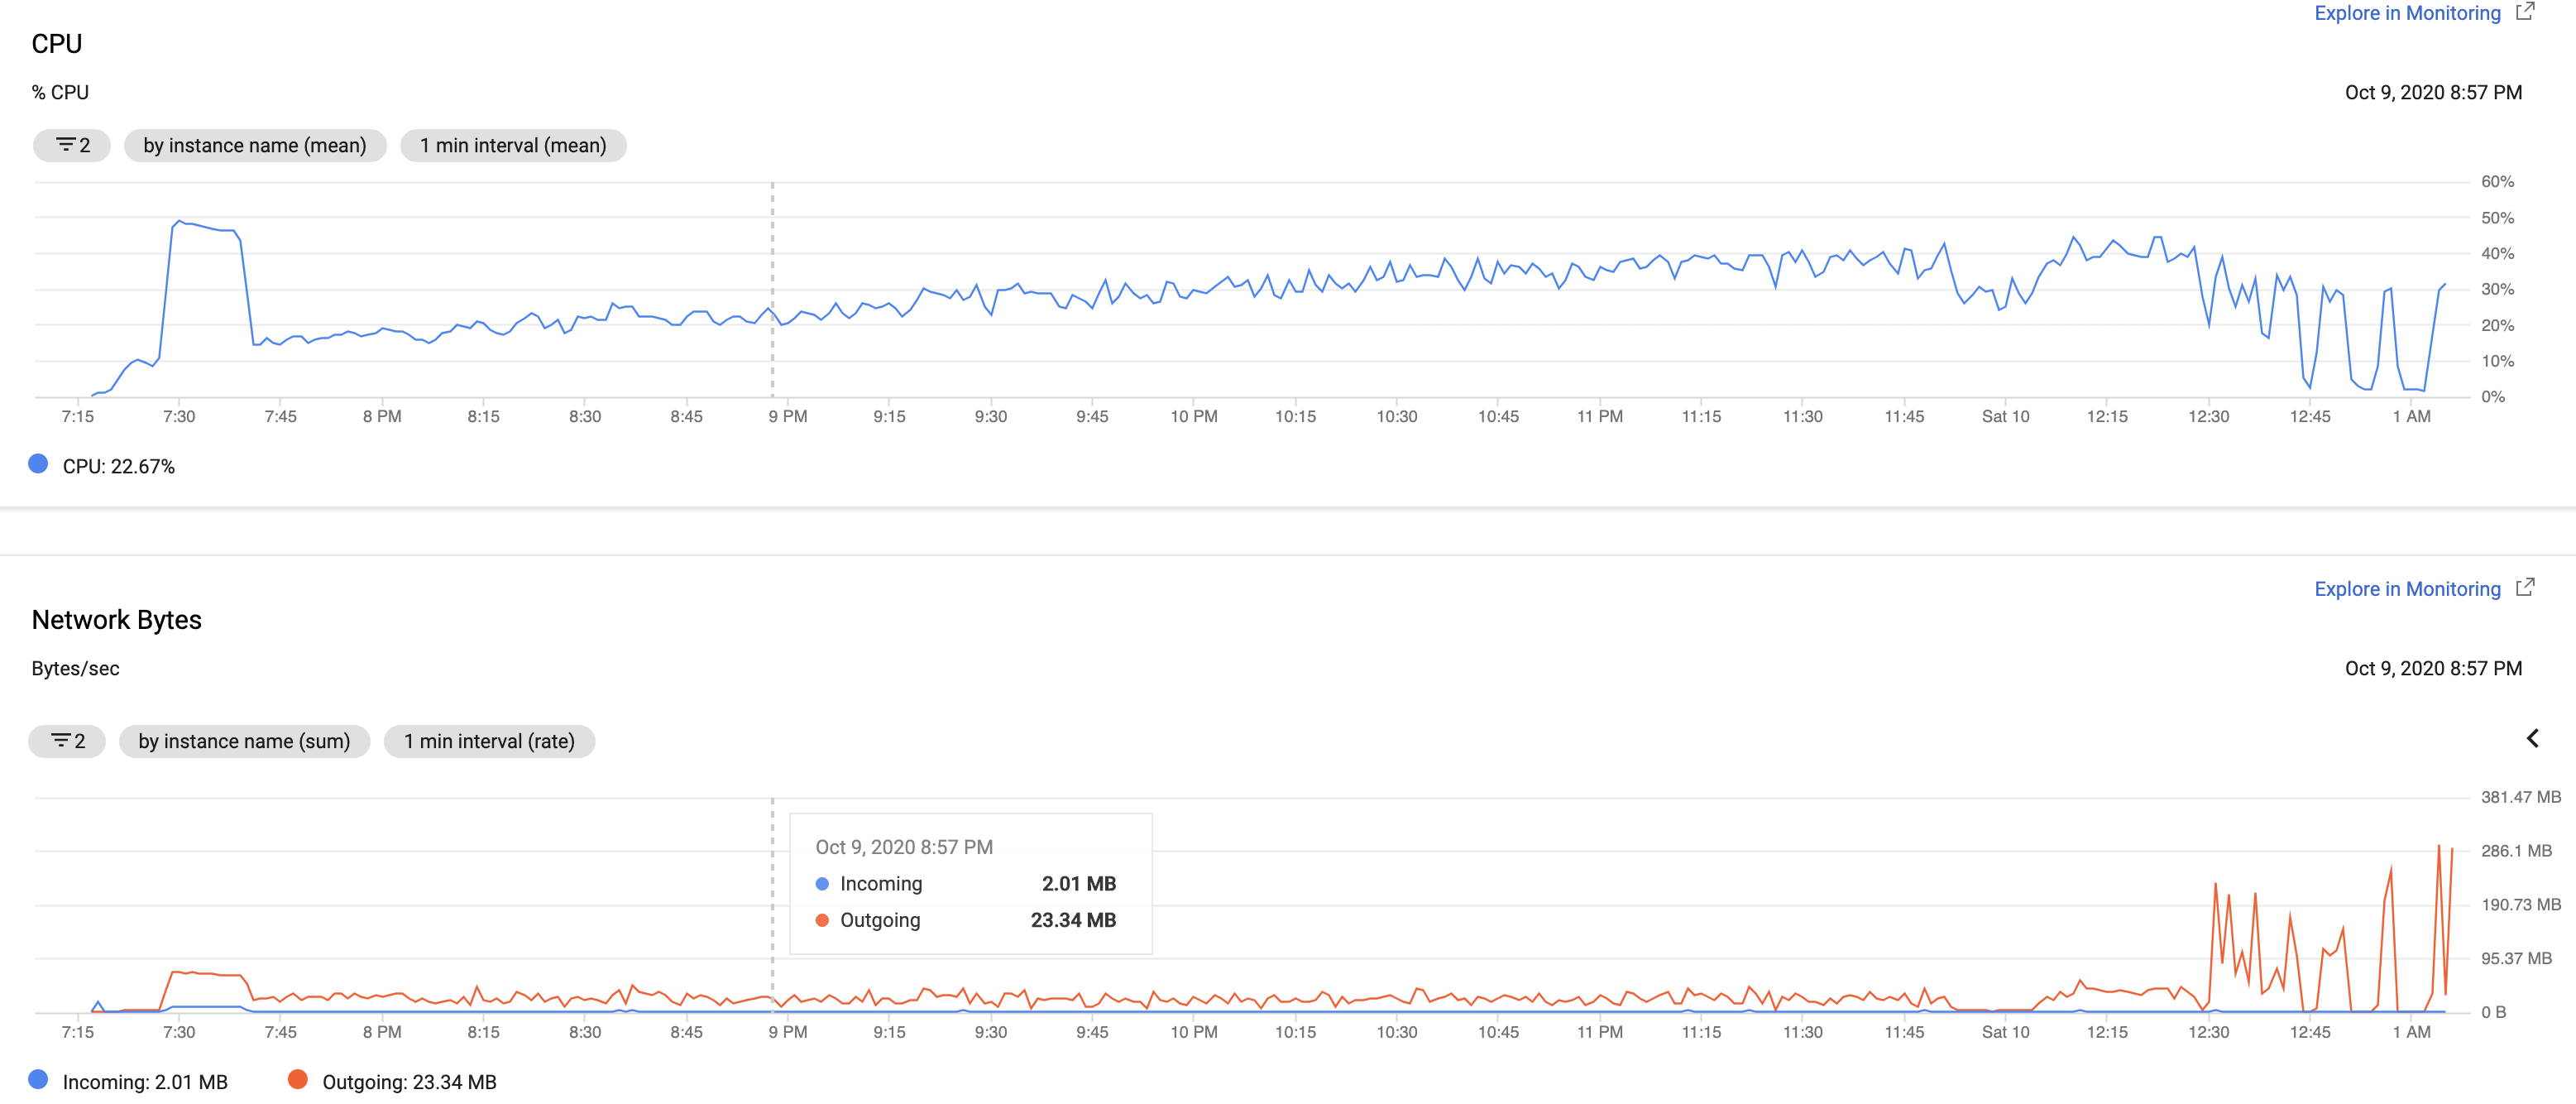 Explore in Monitoring
CPU
% CPU
Oct 9, 2020 8:57 PM
2
by instance name (mean)
1 min interval (mean)
60%
50%
40%
30%
20%
10%
0%
7:15 7:30 7:45 8 PM 8:15 8:30 8:45 9 PM 9:15 9:30 9:45 10 PM 10:15 10:30 10:45 11 PM 11:15 11:30 11:45 Sat 10 12:15 12:30 12:45 1 AM
CPU: 22.67%
Explore in Monitoring
Network Bytes
Bytes/sec
Oct 9, 2020 8:57 PM
2
by instance name (sum)
1 min interval (rate)
381.47 MB
286.1 MB
190.73 MB
95.37 MB
0 B
Oct 9, 2020 8:57 PM
Incoming 2.01 MB
Outgoing 23.34 MB
7:15 7:30 7:45 8 PM 8:15 8:30 8:45 9 PM 9:15 9:30 9:45 10 PM 10:15 10:30 10:45 11 PM 11:15 11:30 11:45 Sat 10 12:15 12:30 12:45 1 AM
Incoming: 2.01 MB Outgoing: 23.34 MB